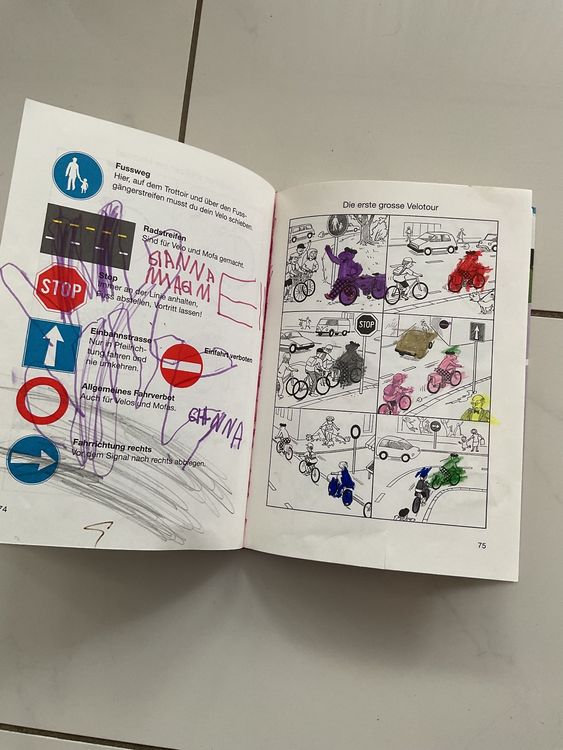 Fussweg
Hier, auf dem Trottoir und über den Fuss-
gängerstreifen musst du dein Velo schieben.
Radstreifen
Sind für Velo und Mofa gemacht.
GIANNA
STOP
Stop
Immer an der Linie anhalten,
Fuss abstellen, Vortritt lassen!
Einbahnstrasse
Nur in Pfeilrich-
tung fahren und
nie umkehren.
Einfahrt verboten
Allgemeines Fahrverbot
Auch für Velos und Mofas.
GIANNA
Fahrrichtung rechts
Vor dem Signal nach rechts abbiegen.
74
Die erste grosse Velotour
STOP
75